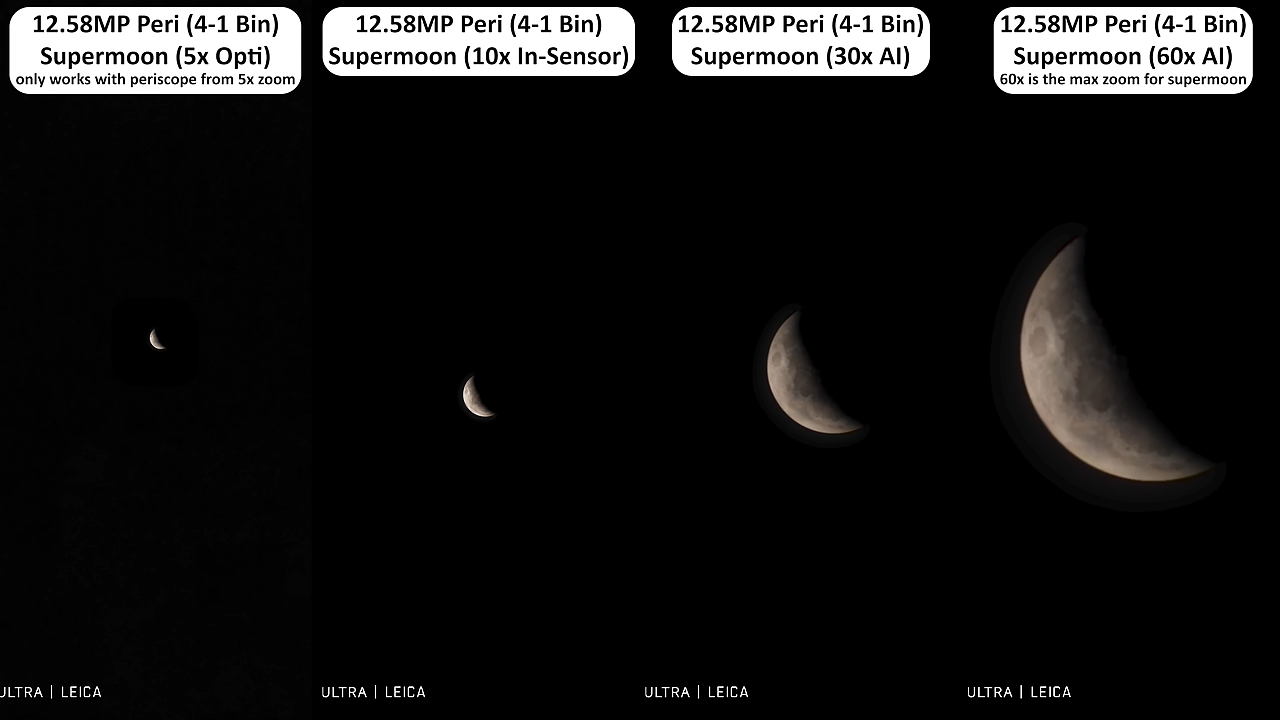 12.58MP Peri (4-1 Bin)
Supermoon (5x Opti)
only works with periscope from 5x zoom
12.58MP Peri (4-1 Bin)
Supermoon (10x In-Sensor)
12.58MP Peri (4-1 Bin)
Supermoon (30x AI)
12.58MP Peri (4-1 Bin)
Supermoon (60x AI)
60x is the max zoom for supermoon
ULTRA | LEICA
ULTRA | LEICA
ULTRA | LEICA
ULTRA | LEICA